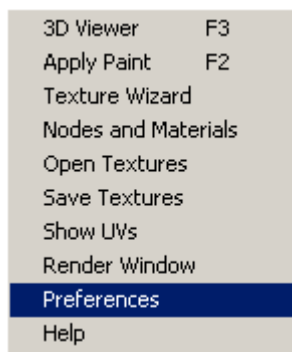 3D Viewer F3
Apply Paint F2
Texture Wizard
Nodes and Materials
Open Textures
Save Textures
Show UVs
Render Window
Preferences
Help